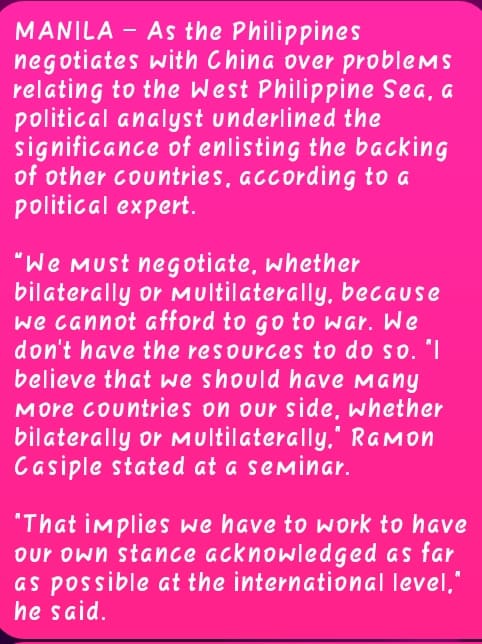 MANILA – As the Philippines
negotiates with China over problems
relating to the West Philippine Sea, a
political analyst underlined the
significance of enlisting the backing
of other countries, according to a
political expert.
"We must negotiate, whether
bilaterally or multilaterally, because
we cannot afford to go to war. We
don't have the resources to do so. "I
believe that we should have many
more countries on our side, whether
bilaterally or multilaterally," Ramon
Casiple stated at a seminar.
"That implies we have to work to have
our own stance acknowledged as far
as possible at the international level,"
he said.